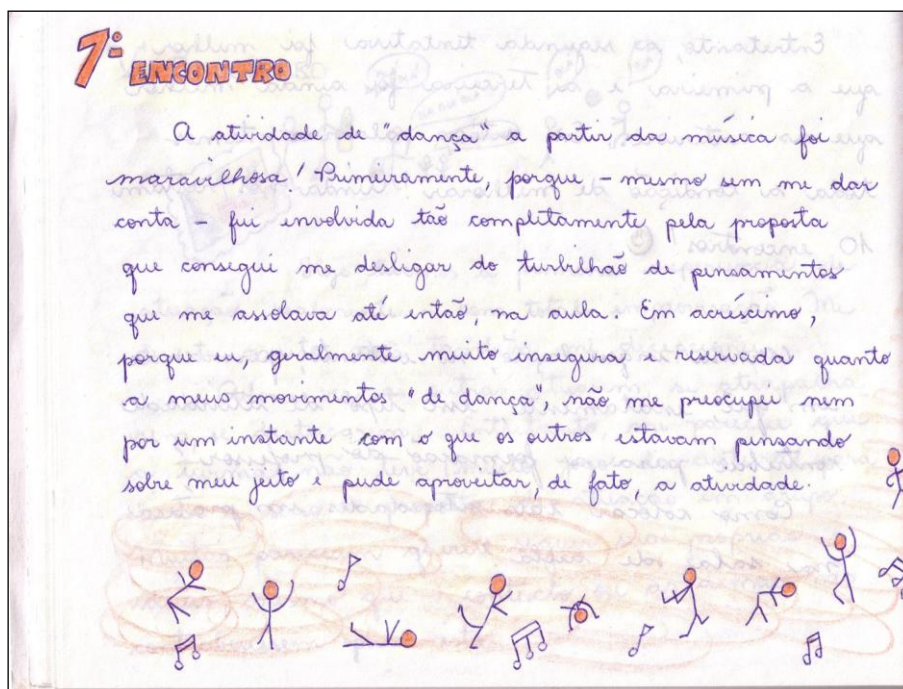 7º ENCONTRO
A atividade de "dança" a partir da música foi
maravilhosa! Primeiramente, porque - mesmo sem me dar
conta - fui envolvida tão completamente pela proposta
que consegui me desligar do turbilhão de pensamentos
que me assolava até então, na aula. Em acréscimo,
porque eu, geralmente muito insegura e reservada quanto
a meus movimentos "de dança", não me preocupei nem
por um instante com o que os outros estavam pensando
sobre meu jeito e pude aproveitar, de fato, a atividade.